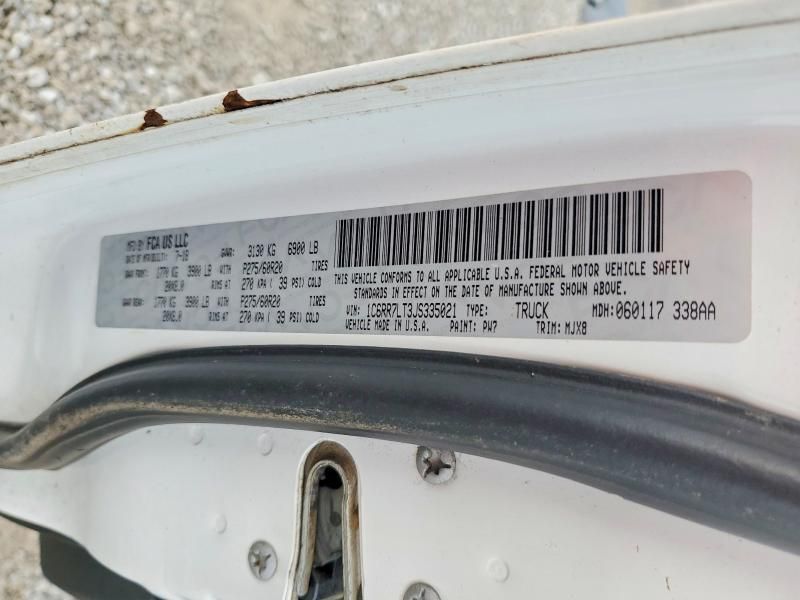 MFD BY FCA US LLC
DATE OF MFR/BUILT: 7-18 GVWR: 3130 KG 6900 LB
GAWR FRONT: 1770 KG 3900 LB WITH P275/60R20 TIRES
20X8.0 RIMS AT 270 KPA ( 39 PSI) COLD
GAWR REAR: 1770 KG 3900 LB WITH P275/60R20 TIRES
20X8.0 RIMS AT 270 KPA ( 39 PSI) COLD
THIS VEHICLE CONFORMS TO ALL APPLICABLE U.S.A. FEDERAL MOTOR VEHICLE SAFETY
STANDARDS IN EFFECT ON THE DATE OF MANUFACTURE SHOWN ABOVE.
VIN: 1C6RR7LT3JS335021 TYPE: TRUCK MDH: 060117 338AA
VEHICLE MADE IN U.S.A. PAINT: PW7 TRIM: MJX8